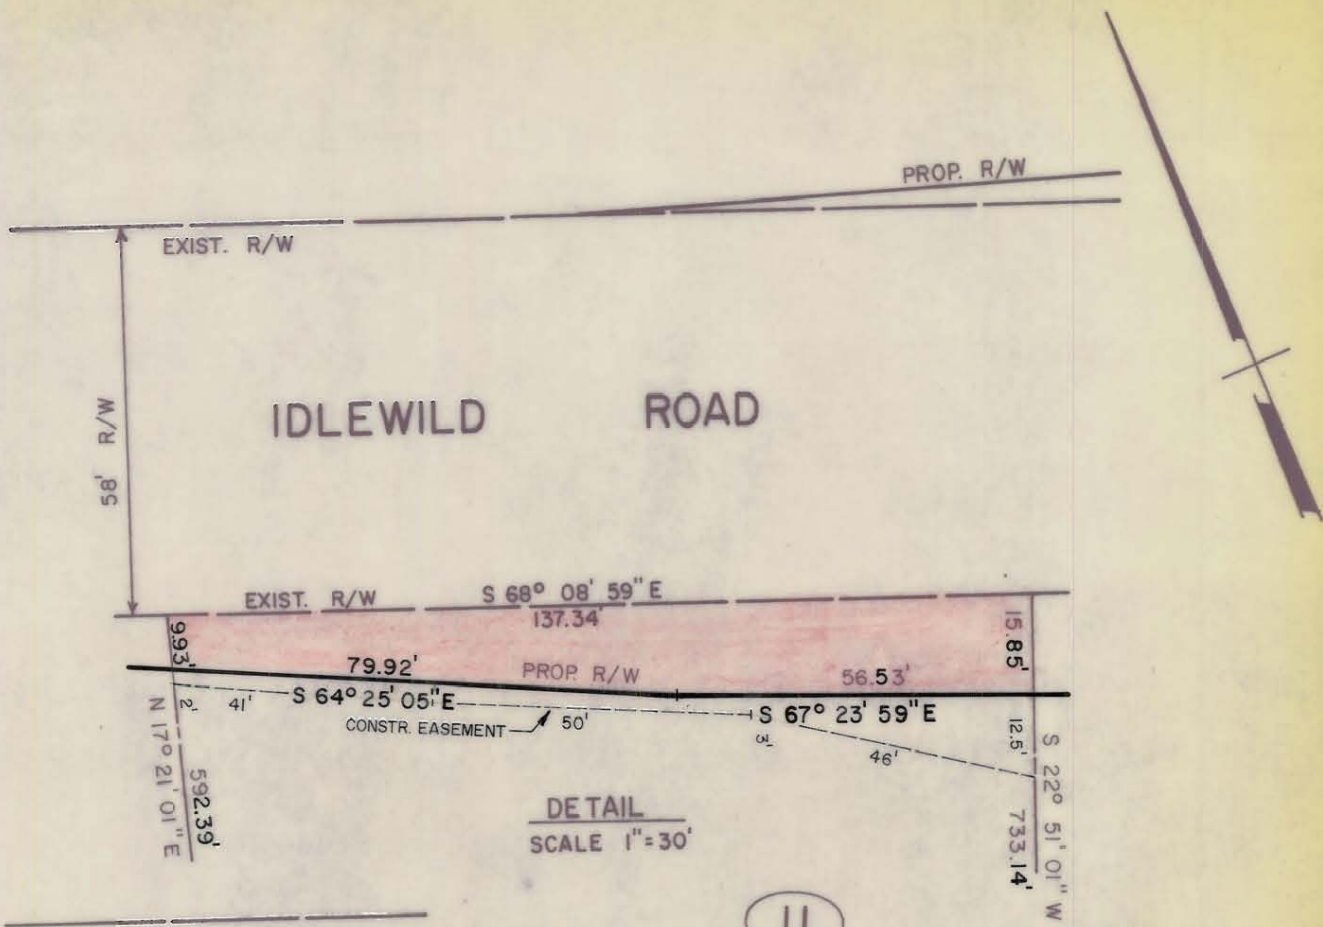 PROP. R/W
EXIST. R/W
58' R/W
IDLEWILD ROAD
EXIST. R/W
S 68° 08' 59" E
137.34'
9.93'
15.85'
79.92'
PROP. R/W
56.53'
S 64° 25' 05" E
S 67° 23' 59" E
2'
41'
CONSTR. EASEMENT
50'
3'
46'
12.5'
N 17° 21' 01" E
592.39'
S 22° 51' 01" W
733.14'
DETAIL
SCALE 1"=30'
11